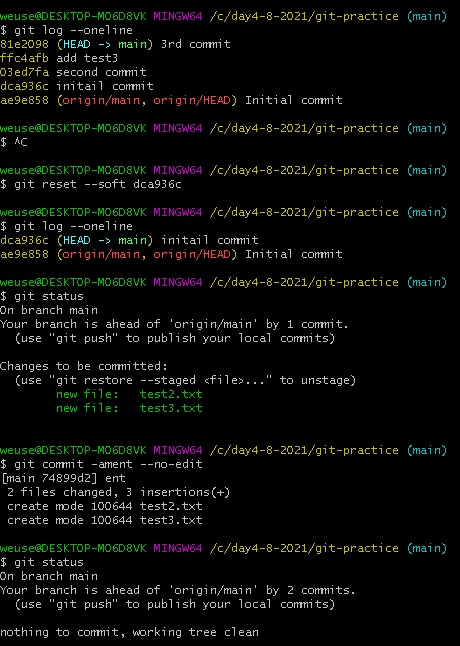 weuse@DESKTOP-MO6D8VK MINGW64 /c/day4-8-2021/git-practice (main)
$ git log --oneline
81e2098 (HEAD -> main) 3rd commit
ffc4afb add test3
03ed7fa second commit
dca936c initail commit
ae9e858 (origin/main, origin/HEAD) Initial commit
weuse@DESKTOP-MO6D8VK MINGW64 /c/day4-8-2021/git-practice (main)
$ ^C
weuse@DESKTOP-MO6D8VK MINGW64 /c/day4-8-2021/git-practice (main)
$ git reset --soft dca936c
weuse@DESKTOP-MO6D8VK MINGW64 /c/day4-8-2021/git-practice (main)
$ git log --oneline
dca936c (HEAD -> main) initail commit
ae9e858 (origin/main, origin/HEAD) Initial commit
weuse@DESKTOP-MO6D8VK MINGW64 /c/day4-8-2021/git-practice (main)
$ git status
On branch main
Your branch is ahead of 'origin/main' by 1 commit.
  (use "git push" to publish your local commits)
Changes to be committed:
  (use "git restore --staged <file>..." to unstage)
        new file:   test2.txt
        new file:   test3.txt
weuse@DESKTOP-MO6D8VK MINGW64 /c/day4-8-2021/git-practice (main)
$ git commit -ament --no-edit
[main 74899d2] ent
 2 files changed, 3 insertions(+)
 create mode 100644 test2.txt
 create mode 100644 test3.txt
weuse@DESKTOP-MO6D8VK MINGW64 /c/day4-8-2021/git-practice (main)
$ git status
On branch main
Your branch is ahead of 'origin/main' by 2 commits.
  (use "git push" to publish your local commits)
nothing to commit, working tree clean